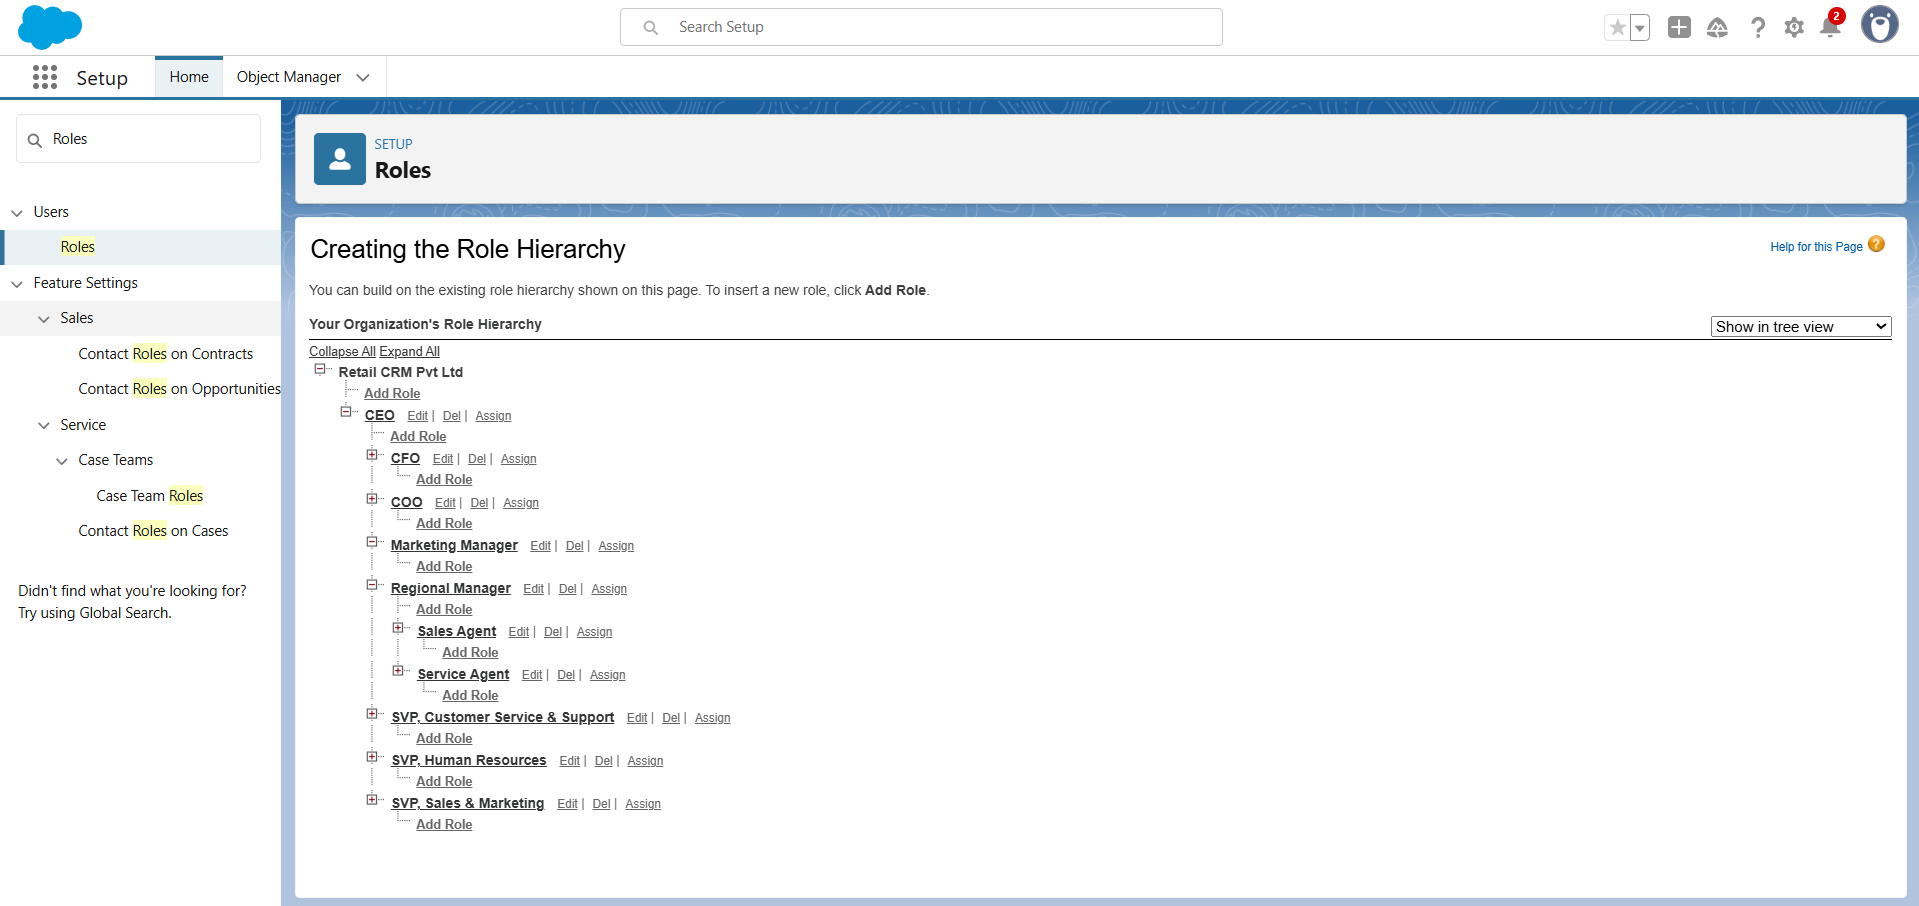 Search Setup
2
Setup
Home
Object Manager
Roles
Users
Roles
Feature Settings
Sales
Contact Roles on Contracts
Contact Roles on Opportunities
Service
Case Teams
Case Team Roles
Contact Roles on Cases
Didn't find what you're looking for?
Try using Global Search.
SETUP
Roles
Creating the Role Hierarchy
Help for this Page ?
You can build on the existing role hierarchy shown on this page. To insert a new role, click Add Role.
Your Organization's Role Hierarchy
Show in tree view
Collapse All Expand All
Retail CRM Pvt Ltd
Add Role
CEO Edit | Del | Assign
Add Role
CFO Edit | Del | Assign
Add Role
COO Edit | Del | Assign
Add Role
Marketing Manager Edit | Del | Assign
Add Role
Regional Manager Edit | Del | Assign
Add Role
Sales Agent Edit | Del | Assign
Add Role
Service Agent Edit | Del | Assign
Add Role
SVP, Customer Service & Support Edit | Del | Assign
Add Role
SVP, Human Resources Edit | Del | Assign
Add Role
SVP, Sales & Marketing Edit | Del | Assign
Add Role